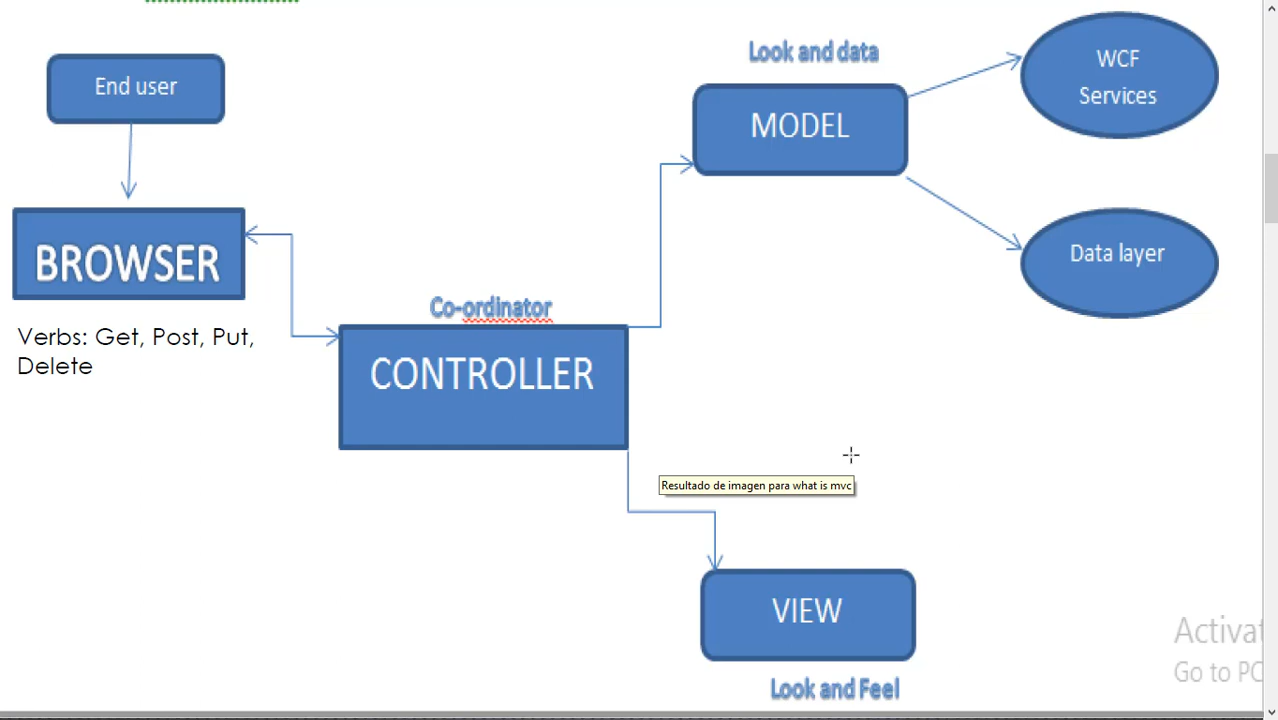 End user
BROWSER
Verbs: Get, Post, Put,
Delete
Co-ordinator
CONTROLLER
Look and data
MODEL
WCF
Services
Data layer
Resultado de imagen para what is mvc
VIEW
Look and Feel
Go to PC